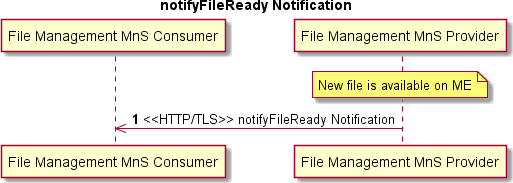 notifyFileReady Notification
File Management MnS Consumer
File Management MnS Provider
New file is available on ME
1 <<HTTP/TLS>> notifyFileReady Notification
File Management MnS Consumer
File Management MnS Provider